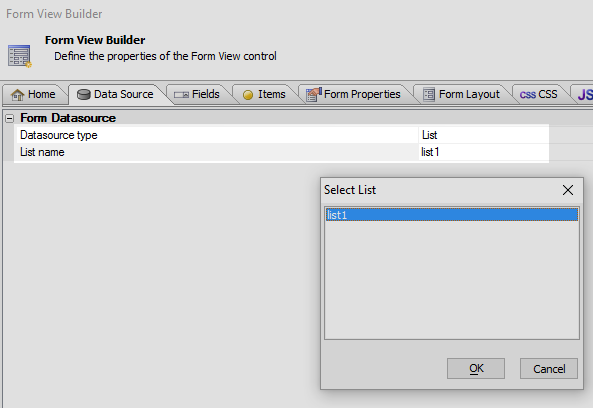 Form View Builder
Form View Builder
Define the properties of the Form View control
Home Data Source Fields Items Form Properties Form Layout CSS CSS JS
Form Datasource
Datasource type List
List name list1
Select List
list1
OK Cancel